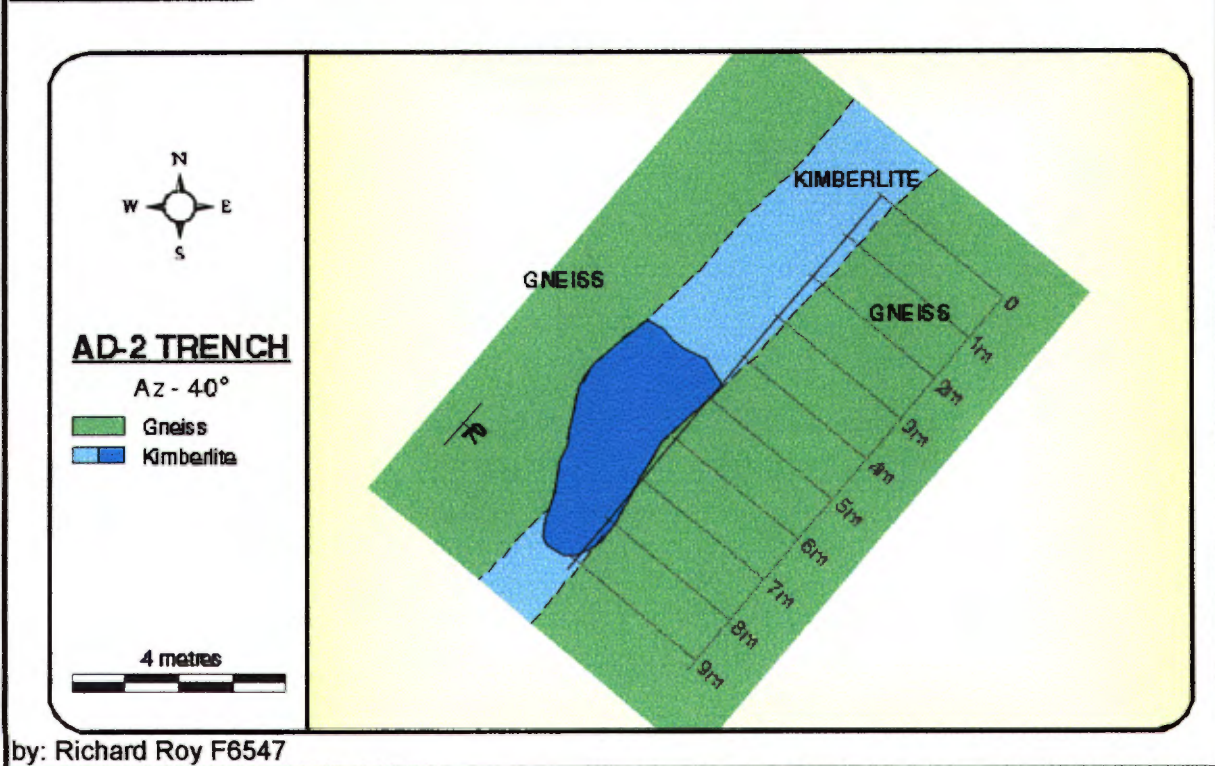 N
W E
S
AD-2 TRENCH
Az - 40°
Gneiss
Kimberlite
4 metres
KIMBERLITE
GNEISS
GNEISS
0
1m
2m
3m
4m
5m
6m
7m
8m
9m
by: Richard Roy F6547